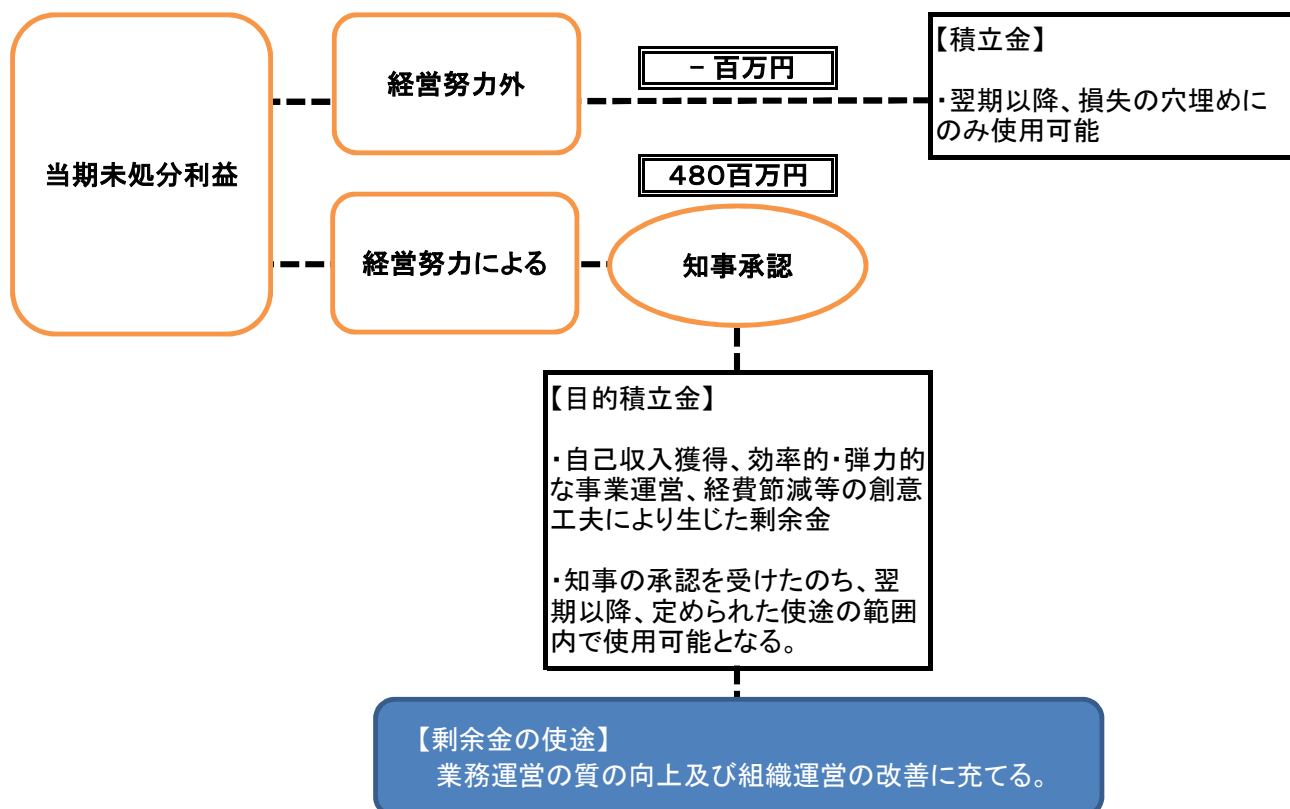 当期未処分利益
経営努力外
－ 百万円
【積立金】
・翌期以降、損失の穴埋めに
のみ使用可能
経営努力による
480百万円
知事承認
【目的積立金】
・自己収入獲得、効率的・弾力的
な事業運営、経費節減等の創意
工夫により生じた剰余金
・知事の承認を受けたのち、翌
期以降、定められた使途の範囲
内で使用可能となる。
【剰余金の使途】
業務運営の質の向上及び組織運営の改善に充てる。